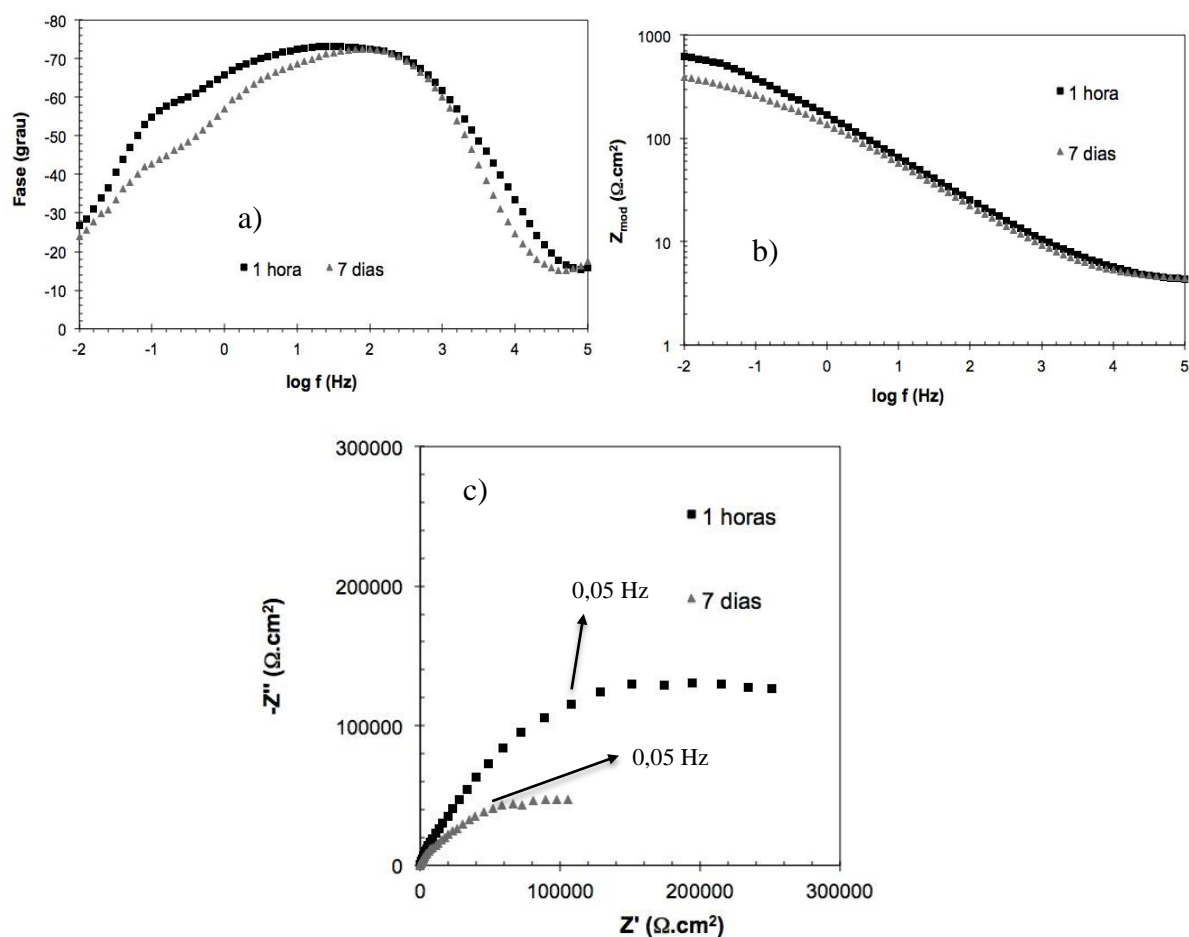 -80
-70
-60
-50
-40
-30
-20
-10
0
Fase (grau)
a)
1 hora
7 dias
-2
-1
0
1
2
3
4
5
log f (Hz)
1000
100
10
1
Zmod (Ω.cm²)
1 hora
7 dias
b)
-2
-1
0
1
2
3
4
5
log f (Hz)
300000
200000
100000
0
-Z'' (Ω.cm²)
c)
1 horas
0,05 Hz
7 dias
0,05 Hz
0
100000
200000
300000
Z' (Ω.cm²)